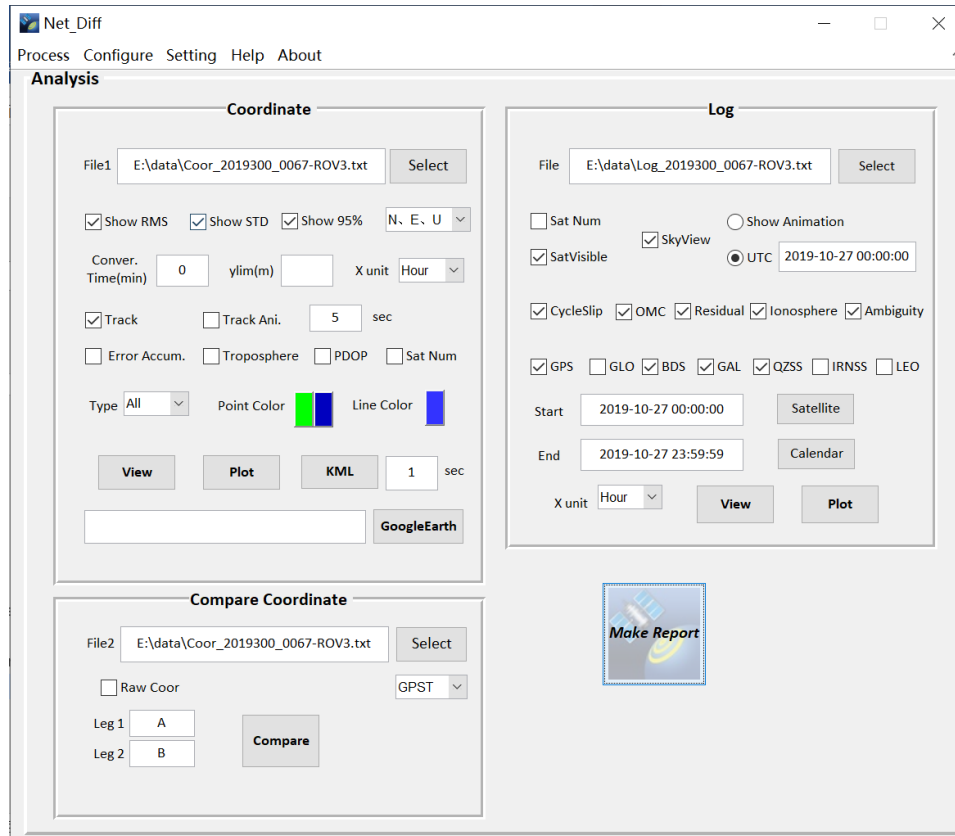 Net_Diff
Process Configure Setting Help About
Analysis
Coordinate
File1 E:\data\Coor_2019300_0067-ROV3.txt Select
Show RMS Show STD Show 95% N、E、U
Conver.
Time(min) 0 ylim(m) X unit Hour
Track Track Ani. 5 sec
Error Accum. Troposphere PDOP Sat Num
Type All Point Color Line Color
View Plot KML 1 sec
GoogleEarth
Compare Coordinate
File2 E:\data\Coor_2019300_0067-ROV3.txt Select
Raw Coor GPST
Leg 1 A
Leg 2 B
Compare
Log
File E:\data\Log_2019300_0067-ROV3.txt Select
Sat Num Show Animation
SkyView
SatVisible UTC 2019-10-27 00:00:00
CycleSlip OMC Residual Ionosphere Ambiguity
GPS GLO BDS GAL QZSS IRNSS LEO
Start 2019-10-27 00:00:00 Satellite
End 2019-10-27 23:59:59 Calendar
X unit Hour View Plot
Make Report